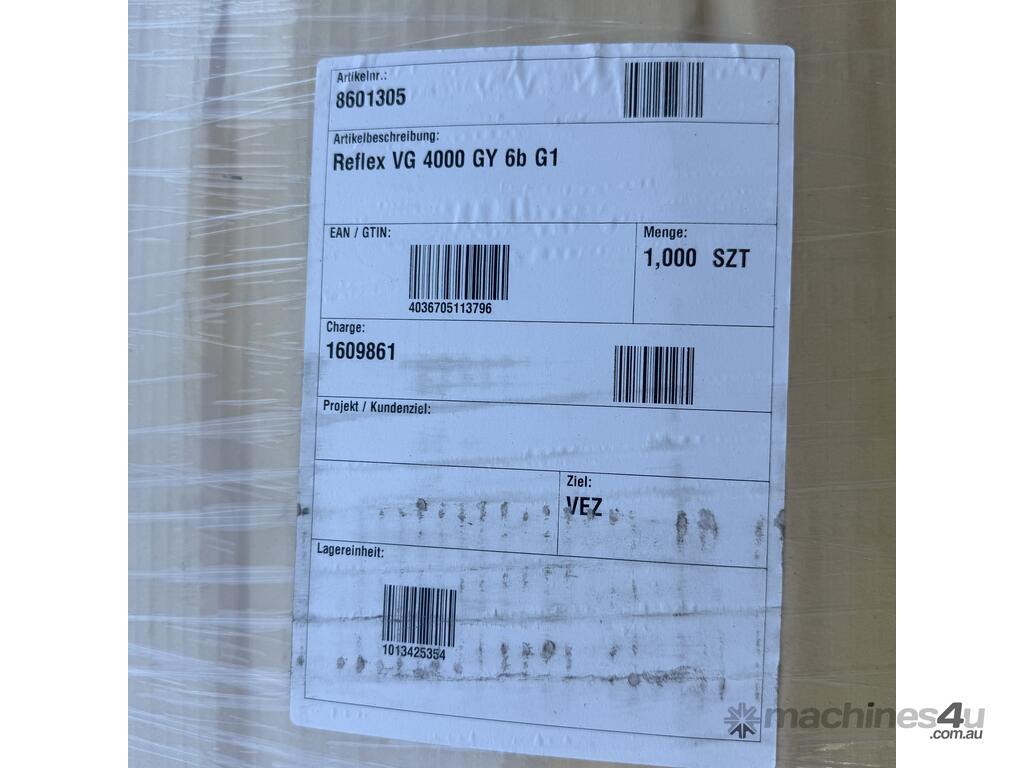 Artikelnr.:
8601305
Artikelbeschreibung:
Reflex VG 4000 GY 6b G1
EAN / GTIN:
4036705113796
Menge:
1,000 SZT
Charge:
1609861
Projekt / Kundenziel:
Ziel:
VEZ
Lagereinheit:
1013425354
machines4u
.com.au